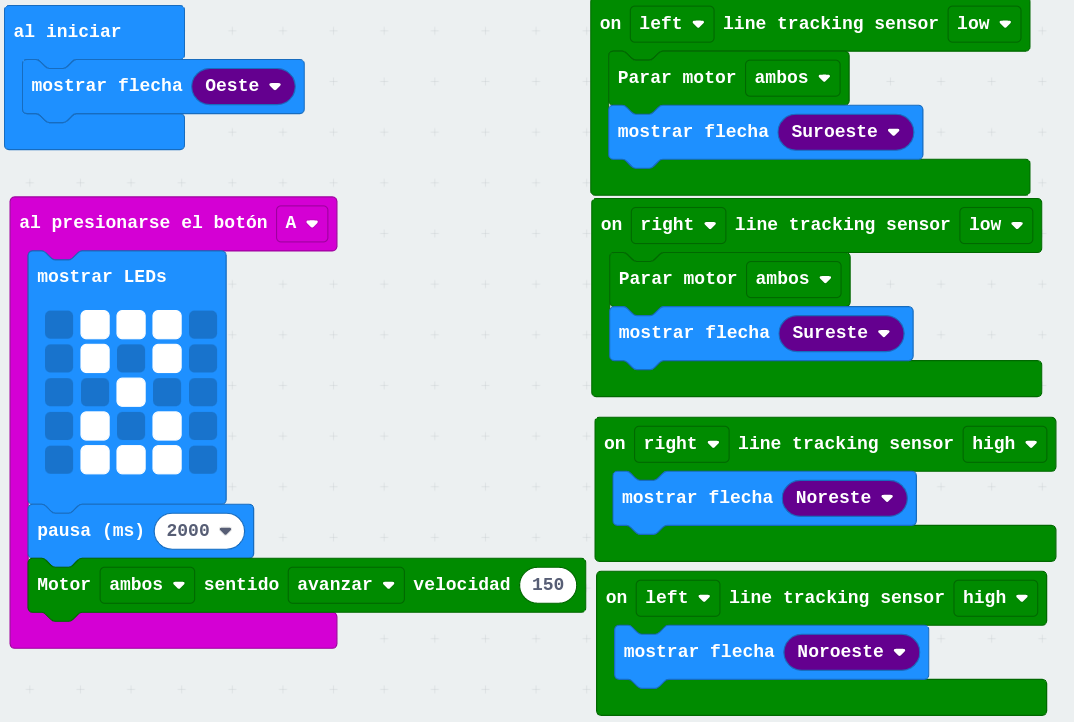 al iniciar
mostrar flecha Oeste
al presionarse el botón A
mostrar LEDs
pausa (ms) 2000
Motor ambos sentido avanzar velocidad 150
on left line tracking sensor low
Parar motor ambos
mostrar flecha Suroeste
on right line tracking sensor low
Parar motor ambos
mostrar flecha Sureste
on right line tracking sensor high
mostrar flecha Noreste
on left line tracking sensor high
mostrar flecha Noroeste